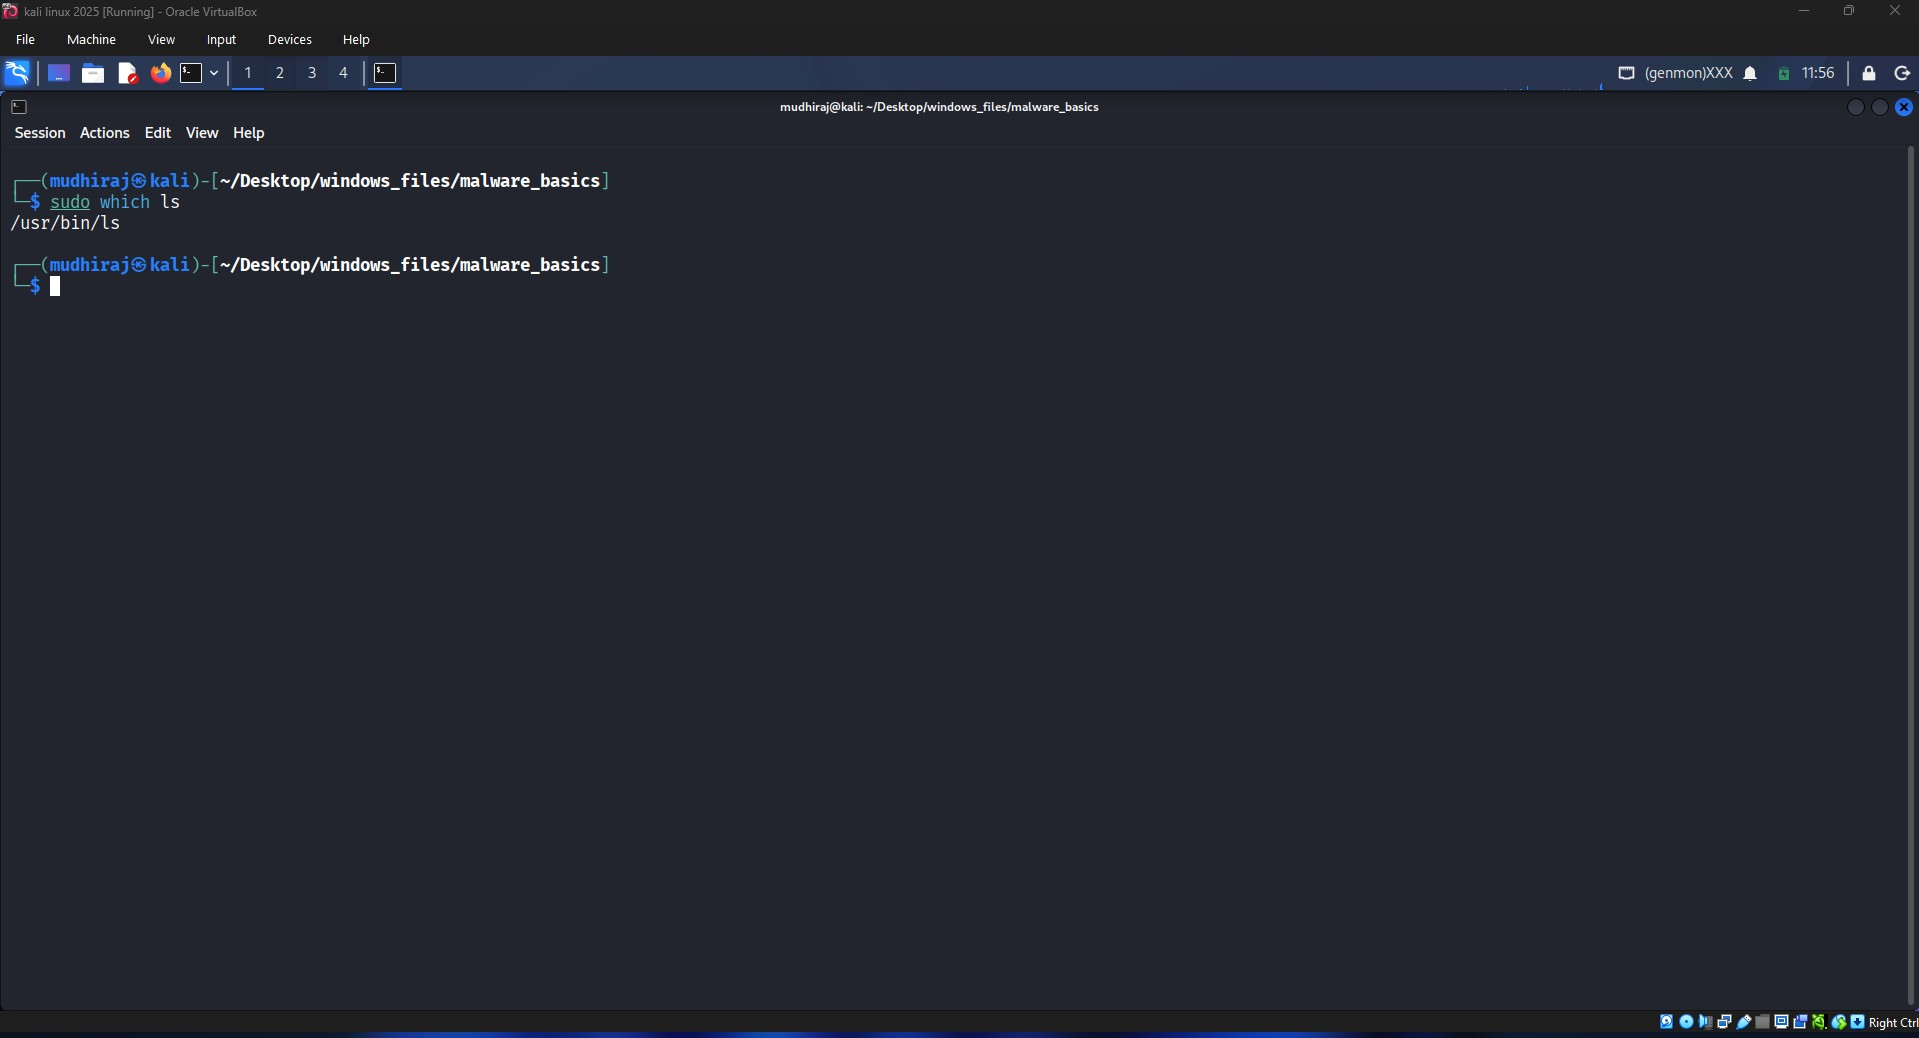 kali linux 2025 [Running] - Oracle VirtualBox
File Machine View Input Devices Help
1 2 3 4 (genmon)XXX 11:56
mudhiraj@kali: ~/Desktop/windows_files/malware_basics
Session Actions Edit View Help
┌──(mudhiraj㉿kali)-[~/Desktop/windows_files/malware_basics]
└─$ sudo which ls
/usr/bin/ls
┌──(mudhiraj㉿kali)-[~/Desktop/windows_files/malware_basics]
└─$
Right Ctrl